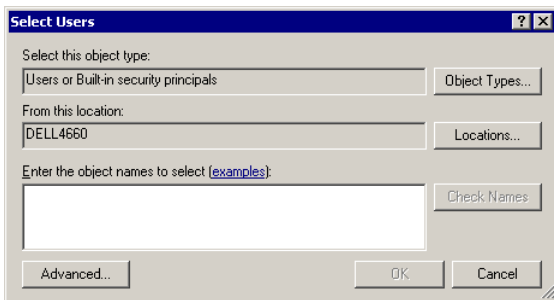 Select Users
Select this object type:
Users or Built-in security principals
Object Types...
From this location:
DELL4660
Locations...
Enter the object names to select (examples):
Check Names
Advanced...
OK
Cancel